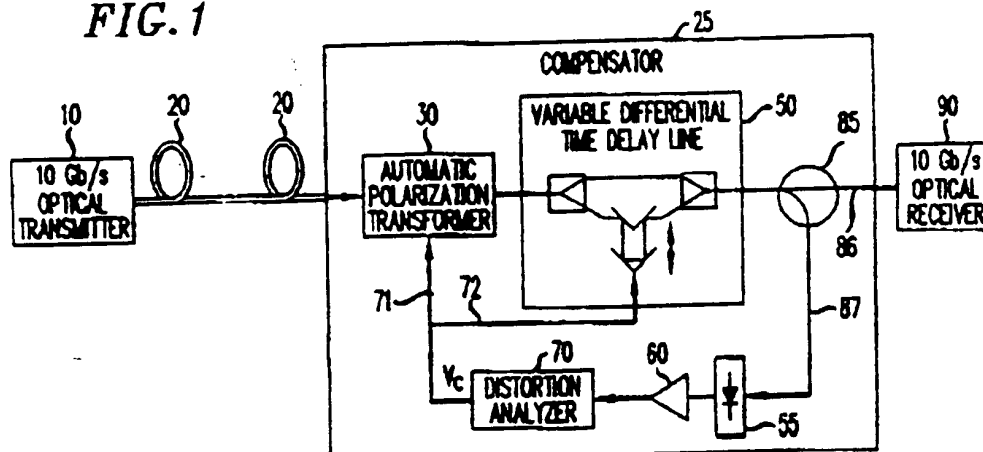 FIG. 1
25
COMPENSATOR
10
20
20
30
VARIABLE DIFFERENTIAL
TIME DELAY LINE
50
85
90
10 Gb/s
OPTICAL
TRANSMITTER
AUTOMATIC
POLARIZATION
TRANSFORMER
10 Gb/s
OPTICAL
RECEIVER
86
71
72
87
70
60
VC
DISTORTION
ANALYZER
55